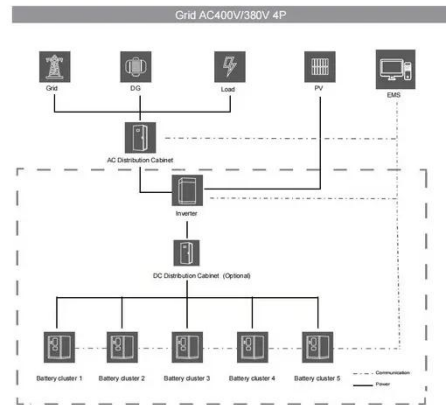 Grid AC400V/380V 4P
Grid DG Load PV EMS
AC Distribution Cabinet
Inverter
DC Distribution Cabinet (Optional)
Battery cluster 1 Battery cluster 2 Battery cluster 3 Battery cluster 4 Battery cluster 5
Communication
Power